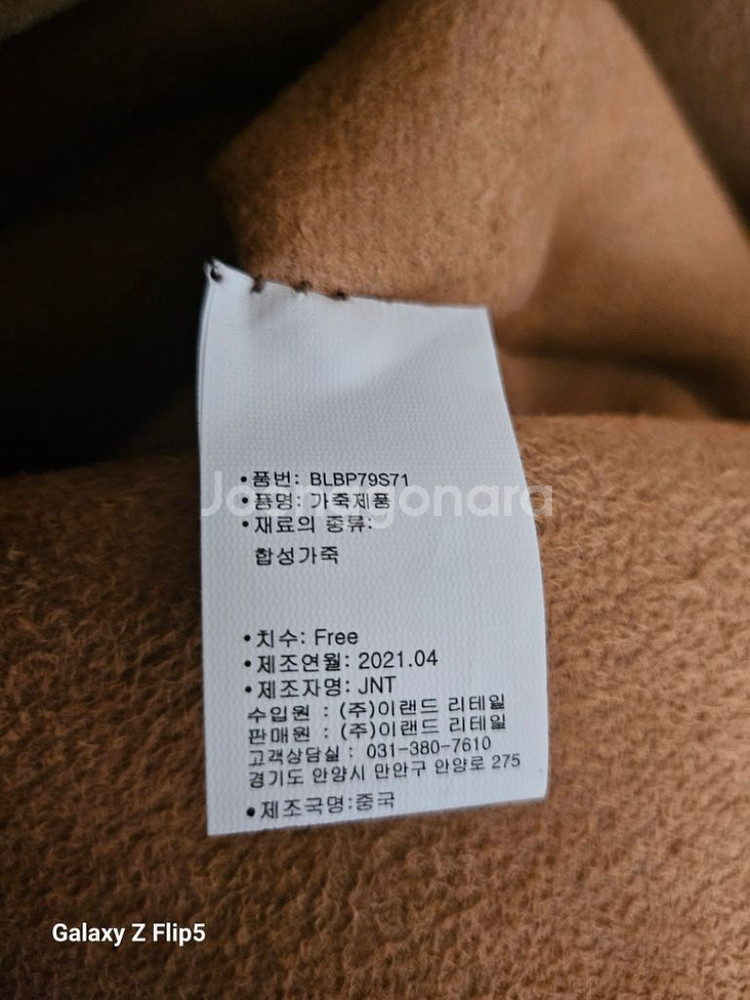 •품번: BLBP79S71
•품명: 가죽제품
•재료의 종류:
합성가죽
•치수: Free
•제조연월: 2021.04
•제조자명: JNT
수입원 : (주)이랜드 리테일
판매원 : (주)이랜드 리테일
고객상담실 : 031-380-7610
경기도 안양시 만안구 안양로 275
•제조국명:중국
Joonggonara
Galaxy Z Flip5